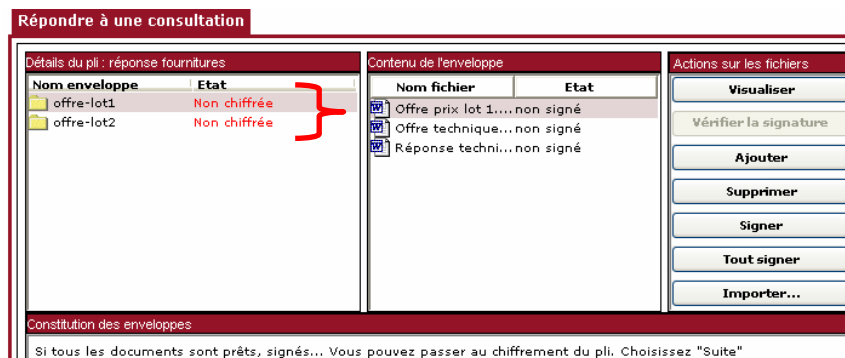 Répondre à une consultation
Détails du pli : réponse fournitures
Nom enveloppe Etat
offre-lot1 Non chiffrée
offre-lot2 Non chiffrée
Contenu de l'enveloppe
Nom fichier Etat
Offre prix lot 1.... non signé
Offre technique... non signé
Réponse techni... non signé
Actions sur les fichiers
Visualiser
Vérifier la signature
Ajouter
Supprimer
Signer
Tout signer
Importer...
Constitution des enveloppes
Si tous les documents sont prêts, signés... Vous pouvez passer au chiffrement du pli. Choisissez "Suite"